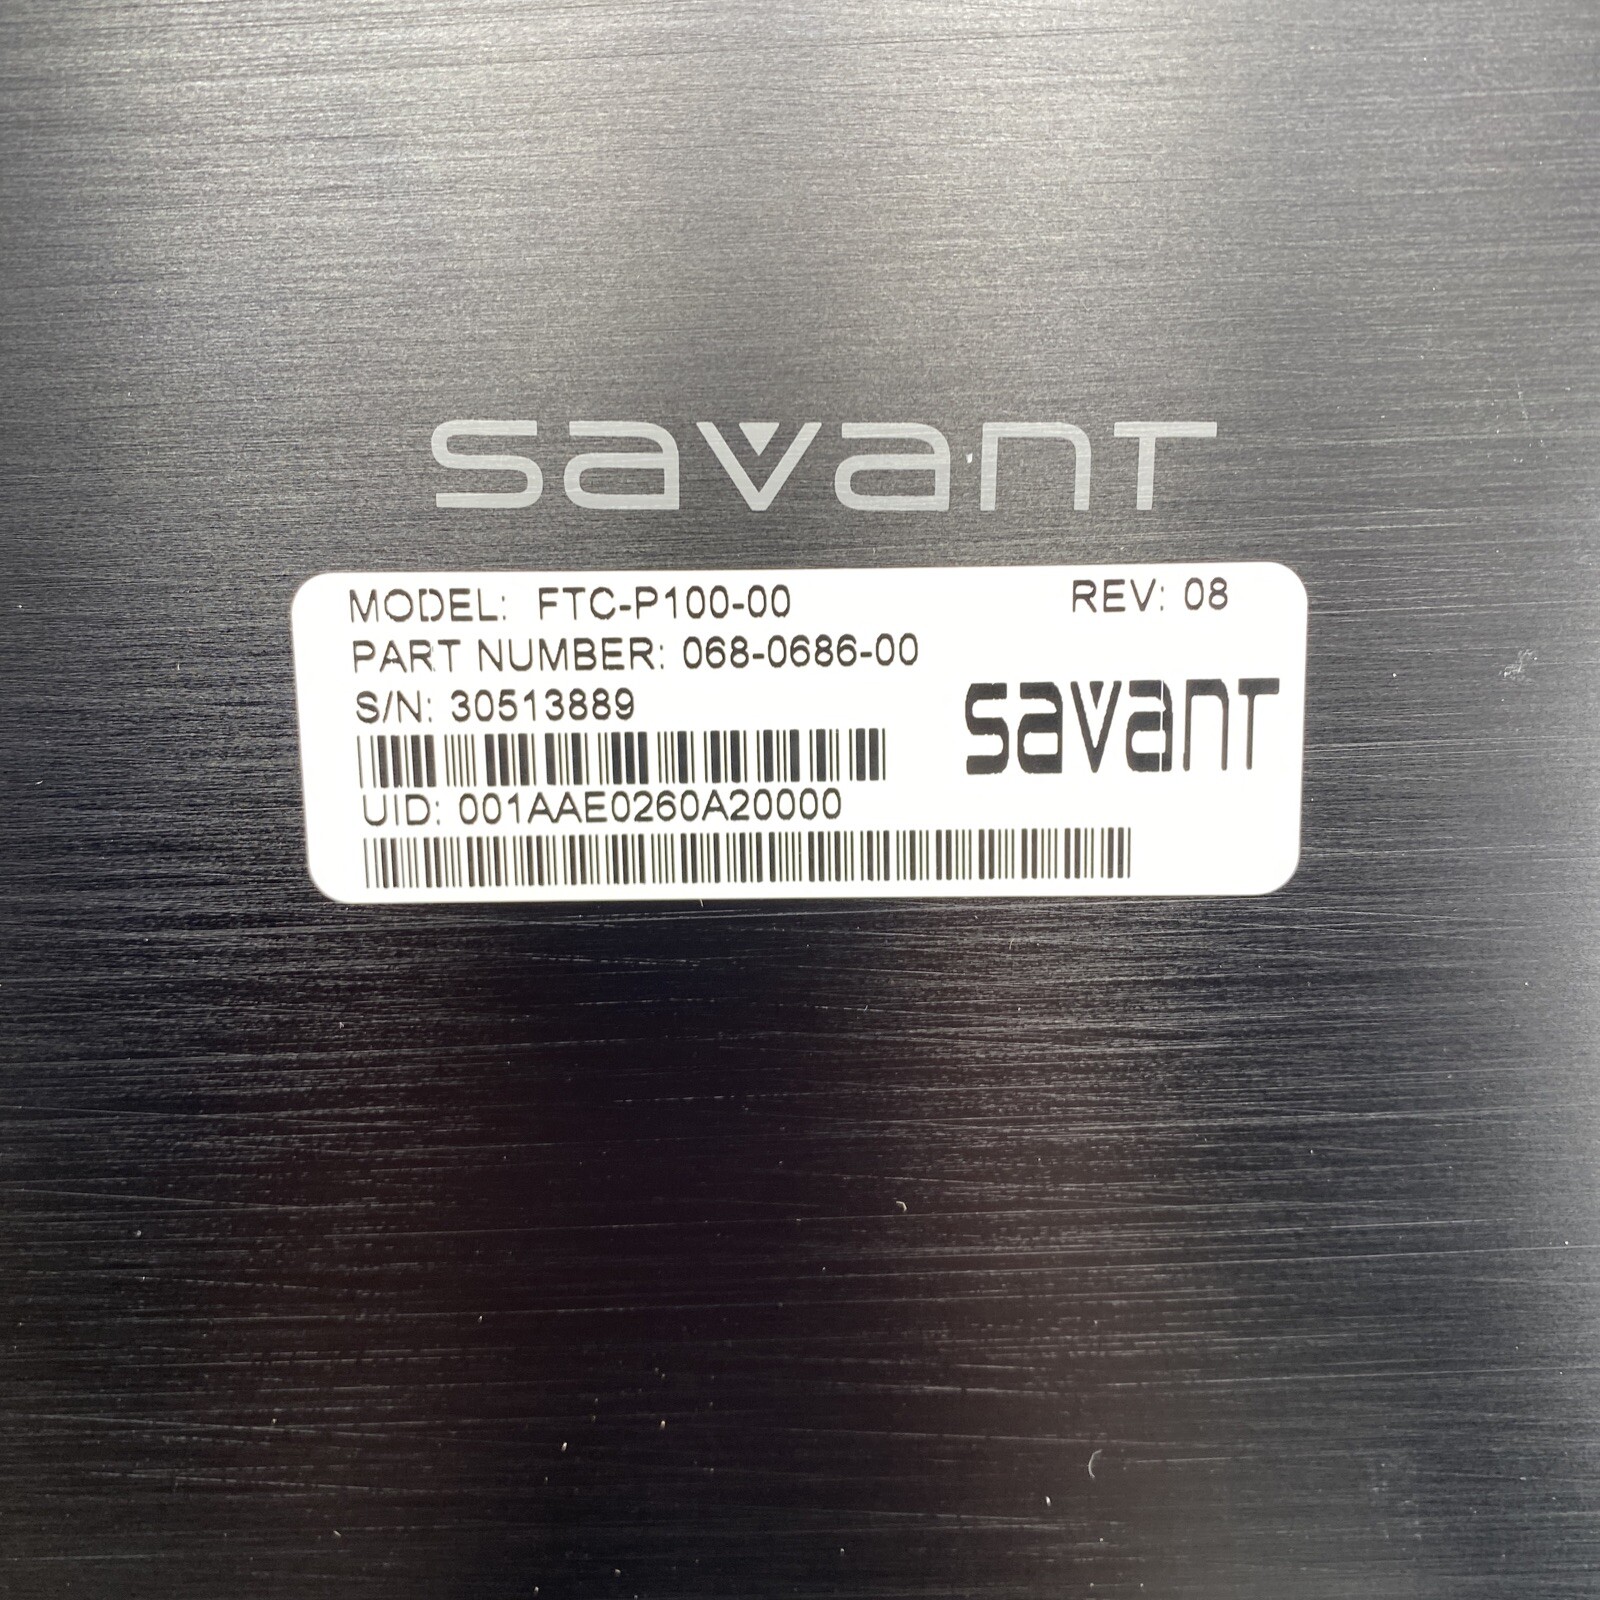 savant
MODEL: FTC-P100-00 REV: 08
PART NUMBER: 068-0686-00
S/N: 30513889
savant
UID: 001AAE0260A20000